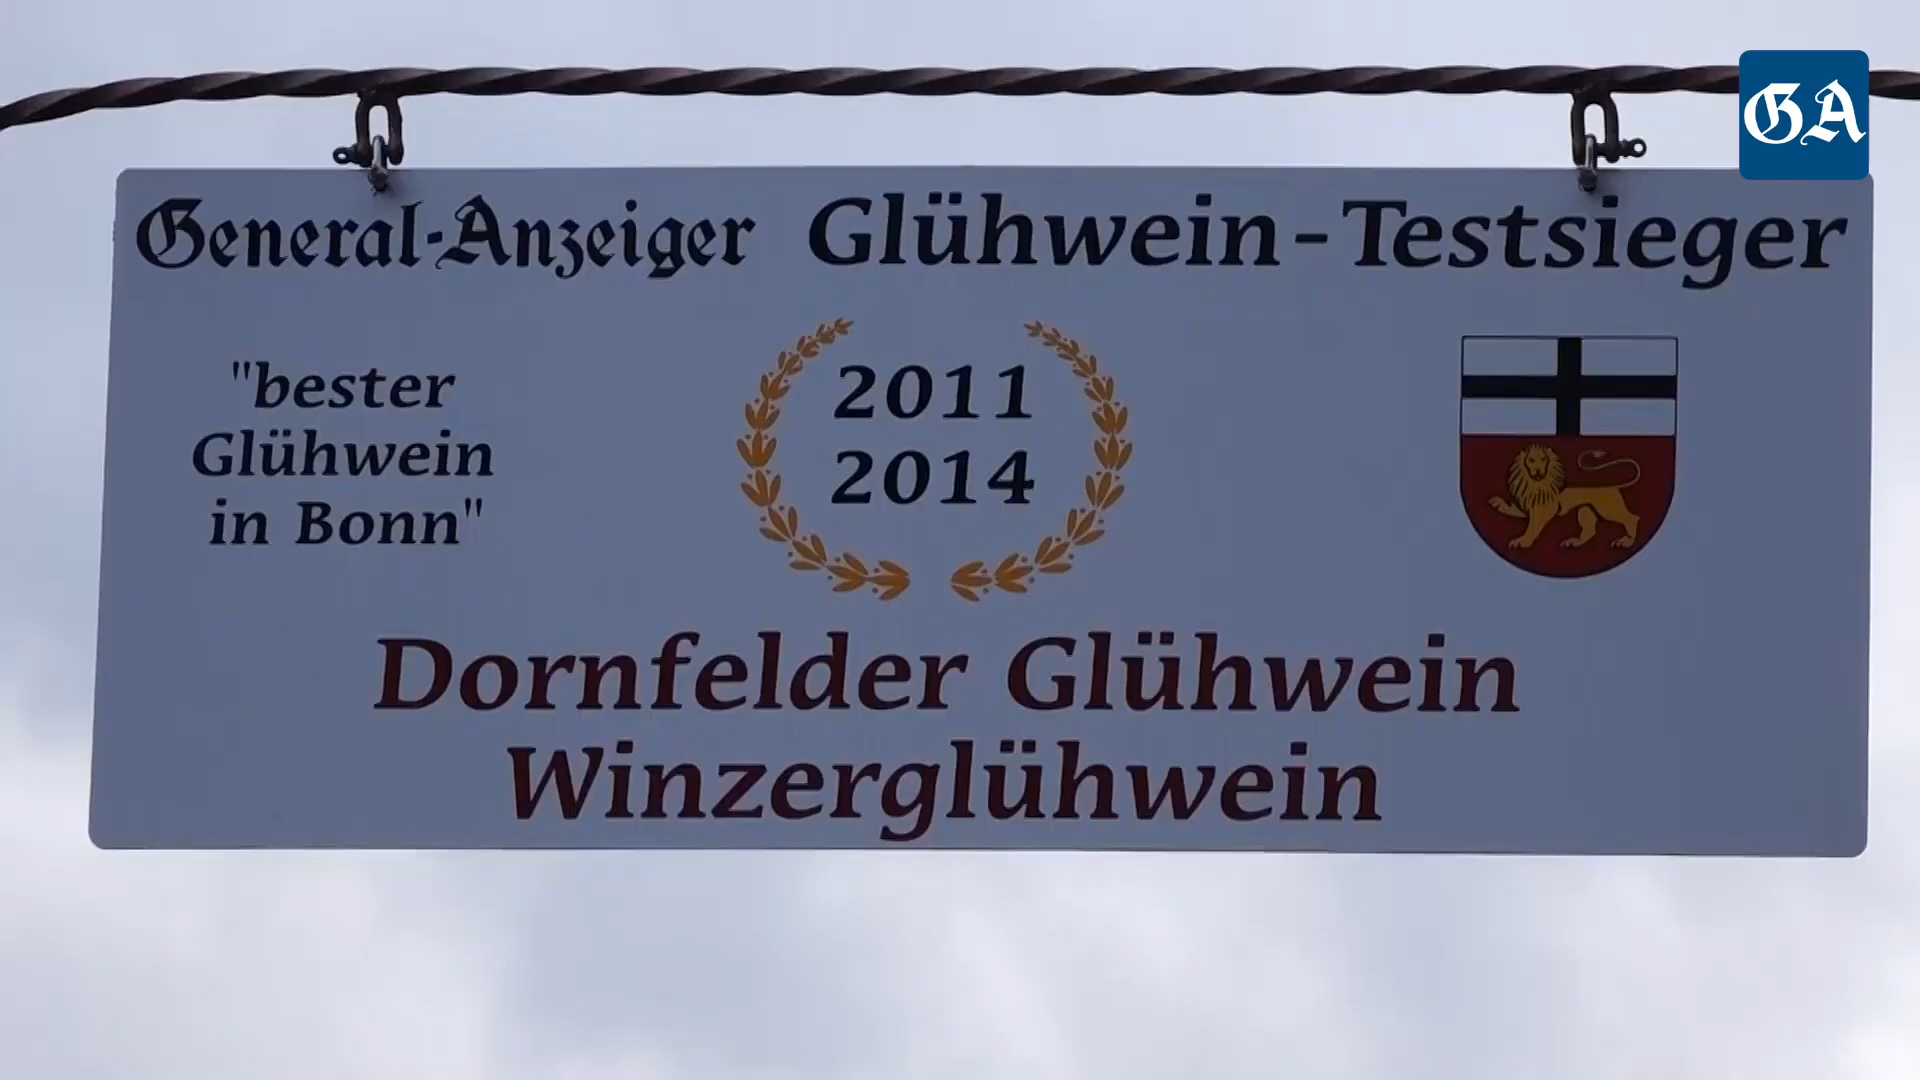 GA
General-Anzeiger Glühwein-Testsieger
"bester
Glühwein
in Bonn"
2011
2014
Dornfelder Glühwein
Winzerglühwein